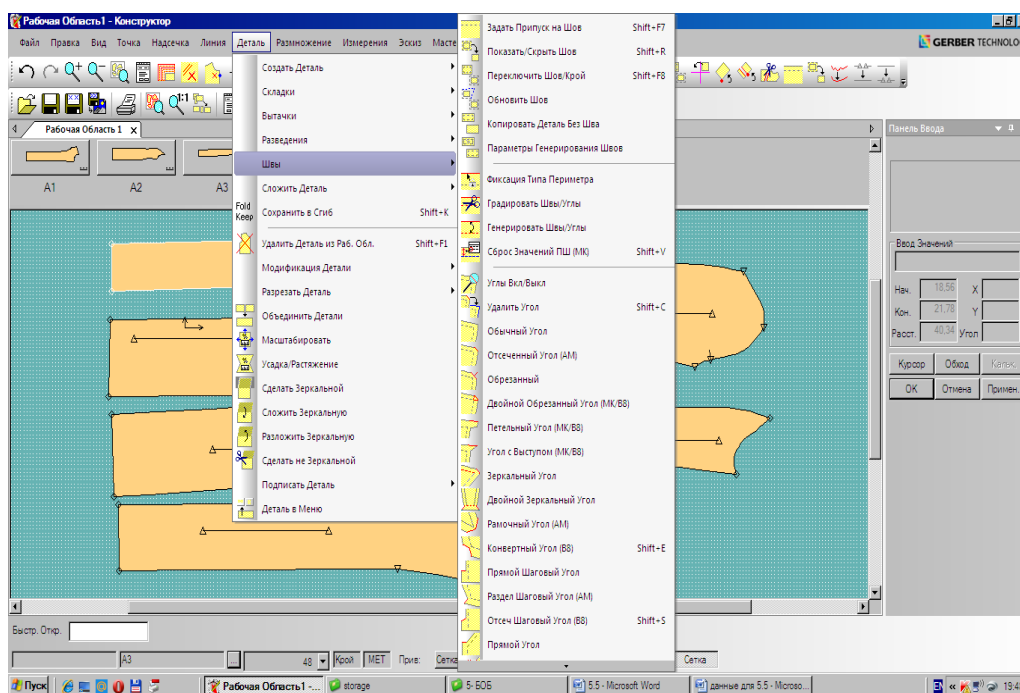 Рабочая Область1 - Конструктор
Файл Правка Вид Точка Надсечка Линия Деталь Размножение Измерения Эскиз
GERBER TECHNOLO
Рабочая Область 1 x
Панель Ввода
A1 A2 A3
Создать Деталь
Складки
Вытачки
Разведения
Швы
Сложить Деталь
Fold Keep Сохранить в Сгиб Shift+K
Удалить Деталь из Раб. Обл. Shift+F1
Модификация Детали
Разрезать Деталь
Объединить Детали
Масштабировать
Усадка/Растяжение
Сделать Зеркальной
Сложить Зеркальную
Разложить Зеркальную
Сделать не Зеркальной
Подписать Деталь
Деталь в Меню
Задать Припуск на Шов Shift+F7
Показать/Скрыть Шов Shift+R
Переключить Шов/Крой Shift+F8
Обновить Шов
Копировать Деталь Без Шва
Параметры Генерирования Швов
Фиксация Типа Периметра
Градировать Швы/Углы
Генерировать Швы/Углы
Сброс Значений ПШ (МК) Shift+V
Углы Вкл/Выкл
Удалить Угол Shift+C
Обычный Угол
Отсеченный Угол (АМ)
Обрезанный
Двойной Обрезанный Угол (МК/В8)
Петельный Угол (МК/В8)
Угол с Выступом (МК/В8)
Зеркальный Угол
Двойной Зеркальный Угол
Рамочный Угол (АМ)
Конвертный Угол (В8) Shift+E
Прямой Шаговый Угол
Раздел Шаговый Угол (АМ)
Отсеч Шаговый Угол (В8) Shift+S
Прямой Угол
Ввод Значений
Нач. 18,56 X
Кон. 21,78 Y
Расст. 40,34 Угол
Курсор Обход Кальк.
ОК Отмена Примен.
Быстр. Откр.
A3 ... 48 Крой МЕТ Прив: Сетка
Пуск Рабочая Область1 -... storage 5- БОБ 5.5 - Microsoft Word данные для 5.5 - Микросо... EN 19:4